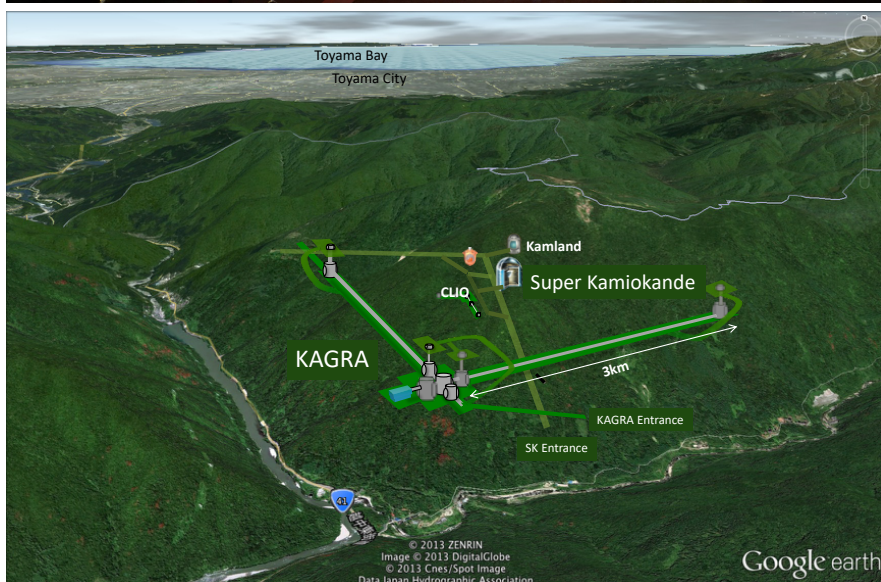 N
Toyama Bay
Toyama City
Kamland
Super Kamiokande
CLIO
KAGRA
3km
KAGRA Entrance
SK Entrance
41
© 2013 ZENRIN
Image © 2013 DigitalGlobe
© 2013 Cnes/Spot Image
Data Japan Hydrographic Association
Google earth